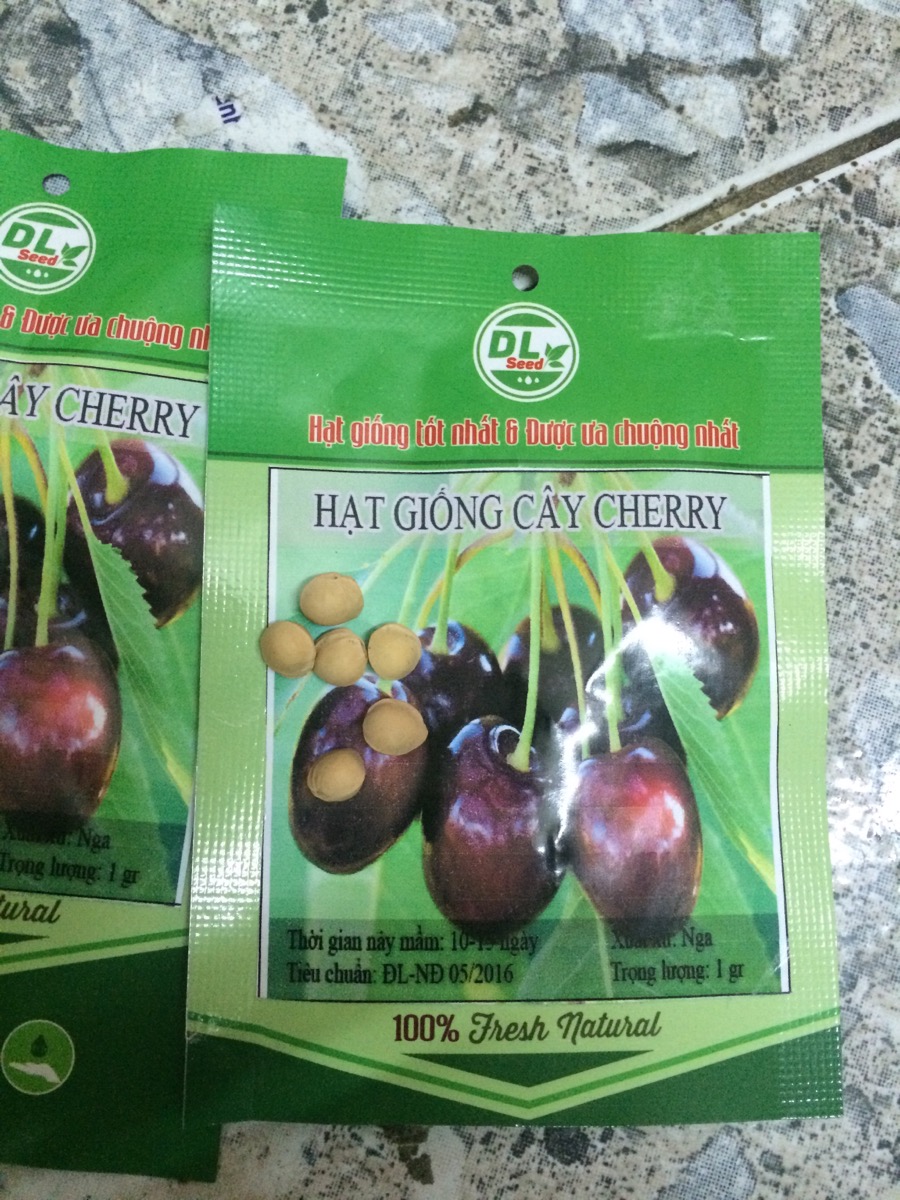 DL
Seed
& Được ưa chuộng nh
ÂY CHERRY
Nga
Trọng lượng: 1 gr
tural
DL
Seed
Hạt giống tốt nhất & Được ưa chuộng nhất
HẠT GIỐNG CÂY CHERRY
Thời gian nảy mầm: 10-15 ngày
Xuất xứ: Nga
Tiêu chuẩn: ĐL-NĐ 05/2016
Trọng lượng: 1 gr
100% Fresh Natural